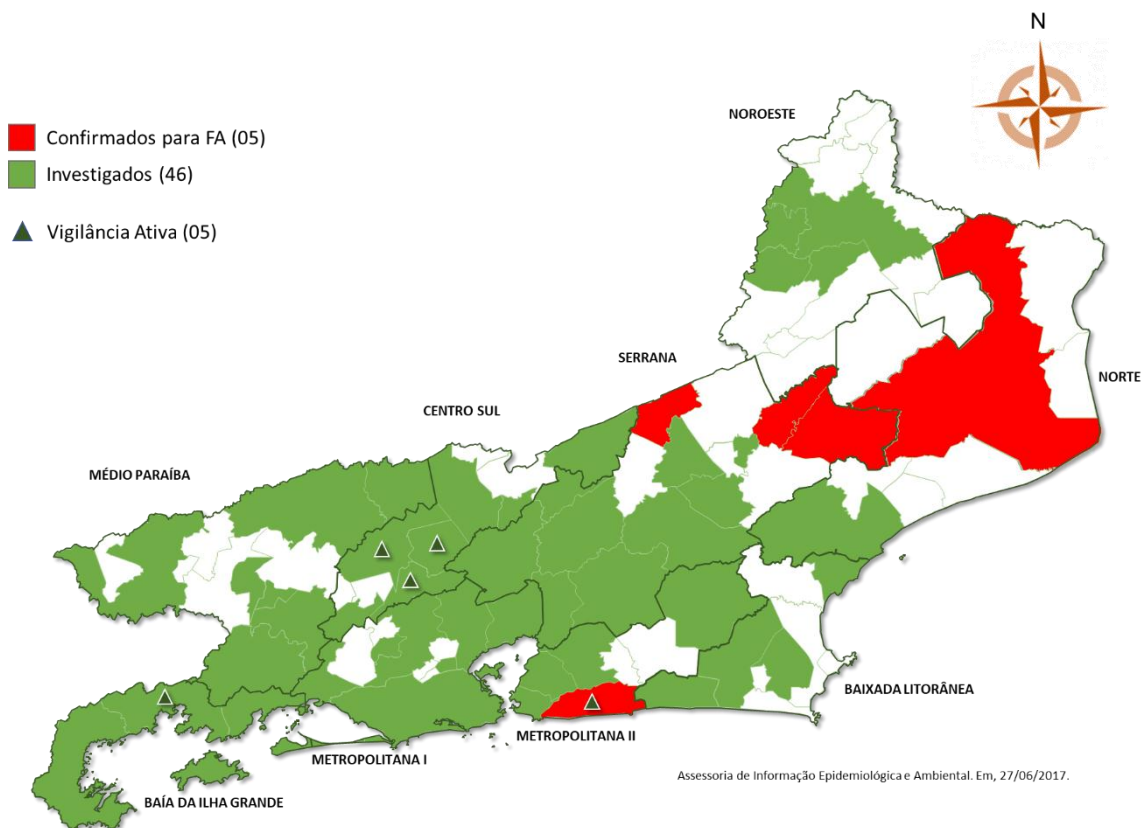 N
NOROESTE
Confirmados para FA (05)
Investigados (46)
Vigilância Ativa (05)
SERRANA
NORTE
CENTRO SUL
MÉDIO PARAÍBA
BAIXADA LITORÂNEA
METROPOLITANA II
METROPOLITANA I
BAÍA DA ILHA GRANDE
Assessoria de Informação Epidemiológica e Ambiental. Em, 27/06/2017.